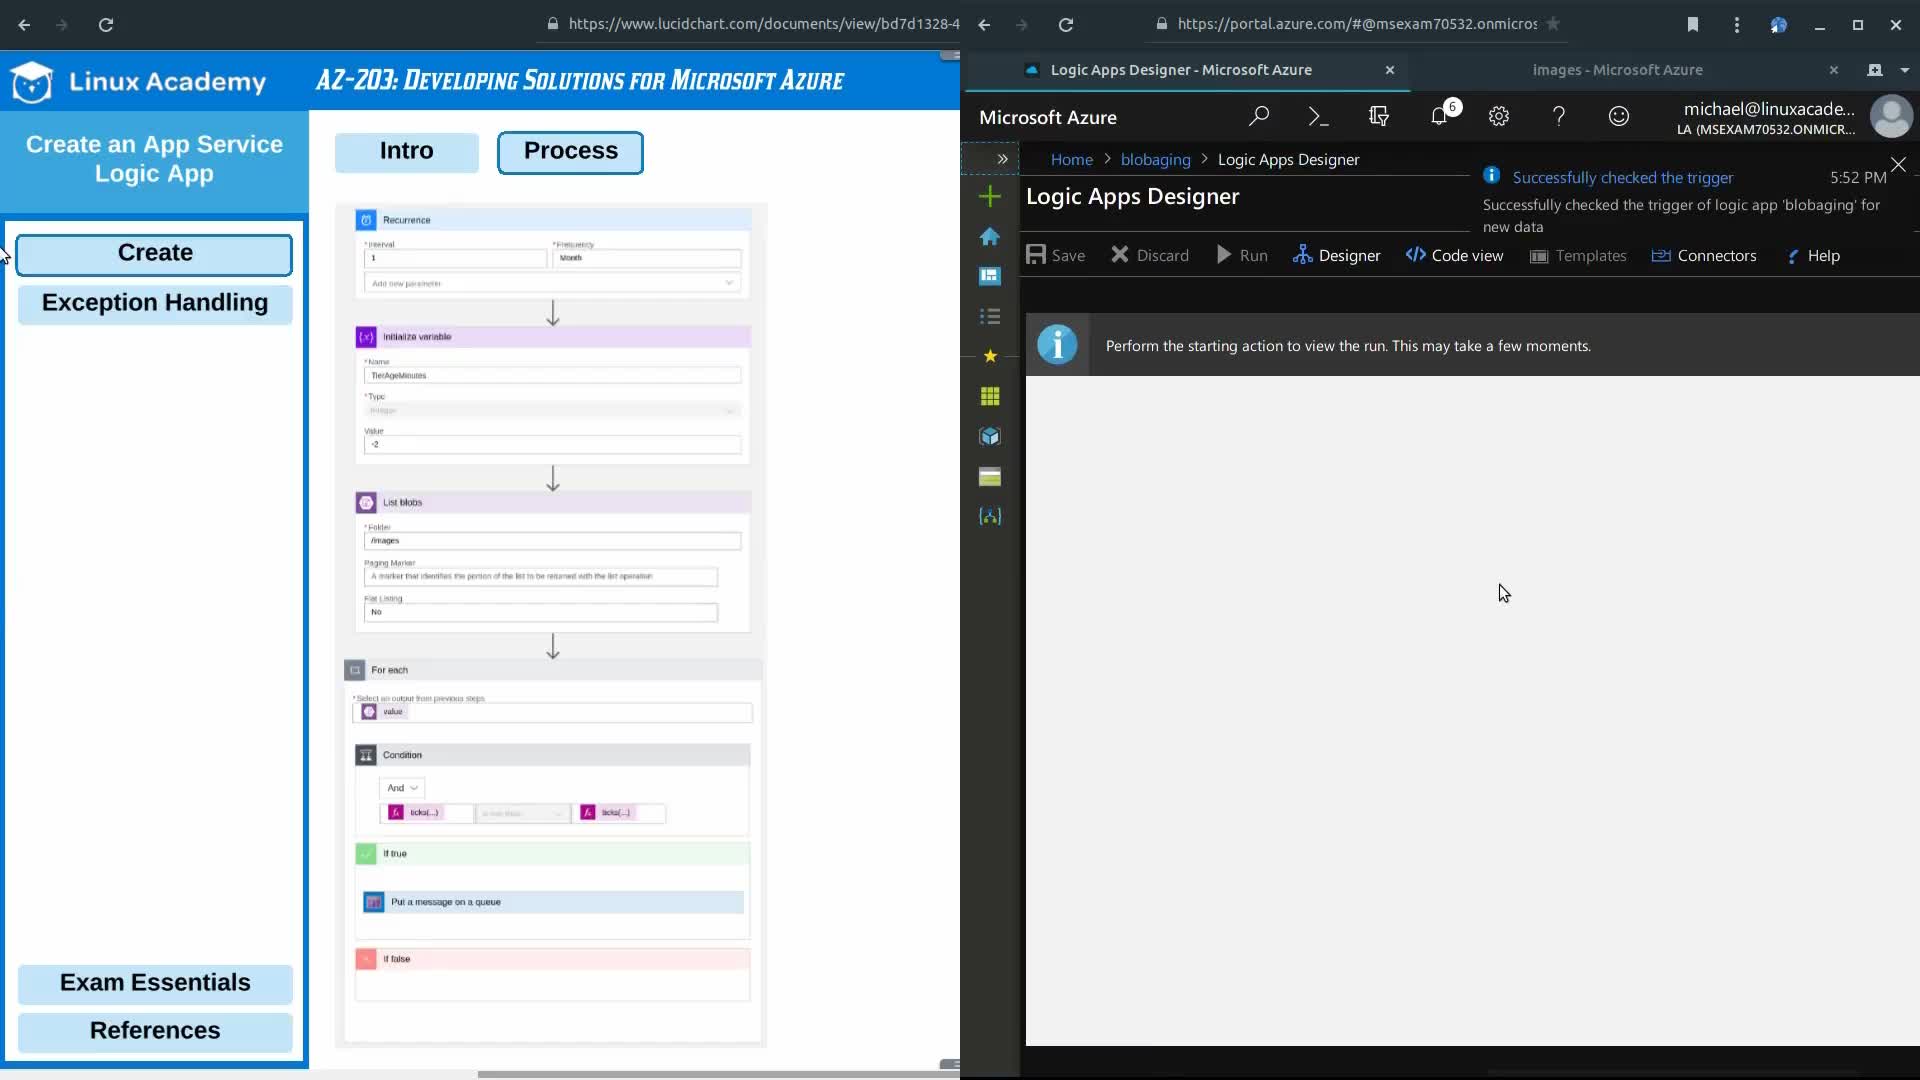 https://www.lucidchart.com/documents/view/bd7d1328-4
https://portal.azure.com/#@msexam70532.onmicros
Linux Academy
AZ-203: Developing Solutions for Microsoft Azure
Create an App Service
Logic App
Create
Exception Handling
Exam Essentials
References
Intro
Process
Recurrence
*Interval
*Frequency
1
Month
Add new parameter
Initialize variable
*Name
TierAgeMinutes
*Type
Integer
Value
-2
List blobs
*Folder
/images
Paging Marker
A marker that identifies the portion of the list to be returned with the list operation
Flat Listing
No
For each
*Select an output from previous steps
value
Condition
And
ticks(...)
is less than
ticks(...)
If true
Put a message on a queue
If false
Logic Apps Designer - Microsoft Azure
images - Microsoft Azure
Microsoft Azure
6
michael@linuxacade...
LA (MSEXAM70532.ONMICR...
Home > blobaging > Logic Apps Designer
Logic Apps Designer
Successfully checked the trigger
5:52 PM
Successfully checked the trigger of logic app 'blobaging' for
new data
Save
Discard
Run
Designer
Code view
Templates
Connectors
Help
Perform the starting action to view the run. This may take a few moments.